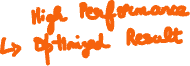 High Performance
↳ Optimized Result